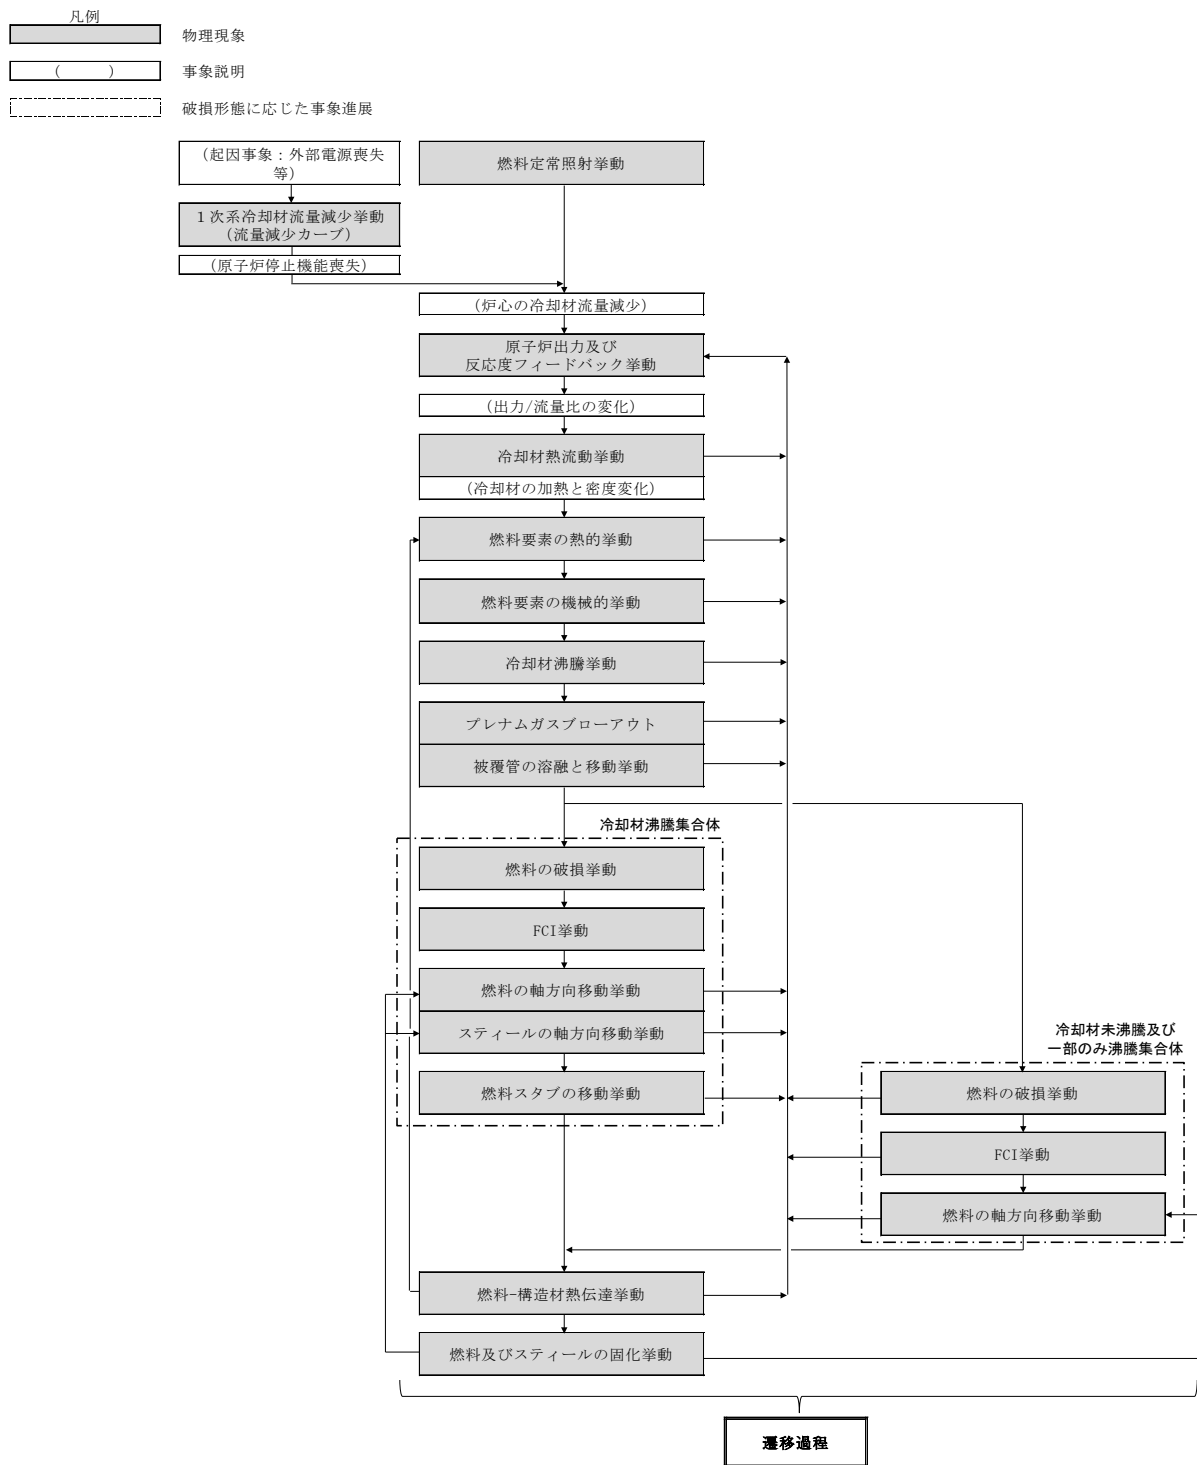 凡例
物理現象
(　　　) 事象説明
破損形態に応じた事象進展
(起因事象：外部電源喪失
等)
燃料定常照射挙動
１次系冷却材流量減少挙動
(流量減少カーブ)
(原子炉停止機能喪失)
(炉心の冷却材流量減少)
原子炉出力及び
反応度フィードバック挙動
(出力/流量比の変化)
冷却材熱流動挙動
(冷却材の加熱と密度変化)
燃料要素の熱的挙動
燃料要素の機械的挙動
冷却材沸騰挙動
プレナムガスブローアウト
被覆管の溶融と移動挙動
冷却材沸騰集合体
燃料の破損挙動
FCI挙動
燃料の軸方向移動挙動
スティールの軸方向移動挙動
燃料スタブの移動挙動
冷却材未沸騰及び
一部のみ沸騰集合体
燃料の破損挙動
FCI挙動
燃料の軸方向移動挙動
燃料-構造材熱伝達挙動
燃料及びスティールの固化挙動
遷移過程